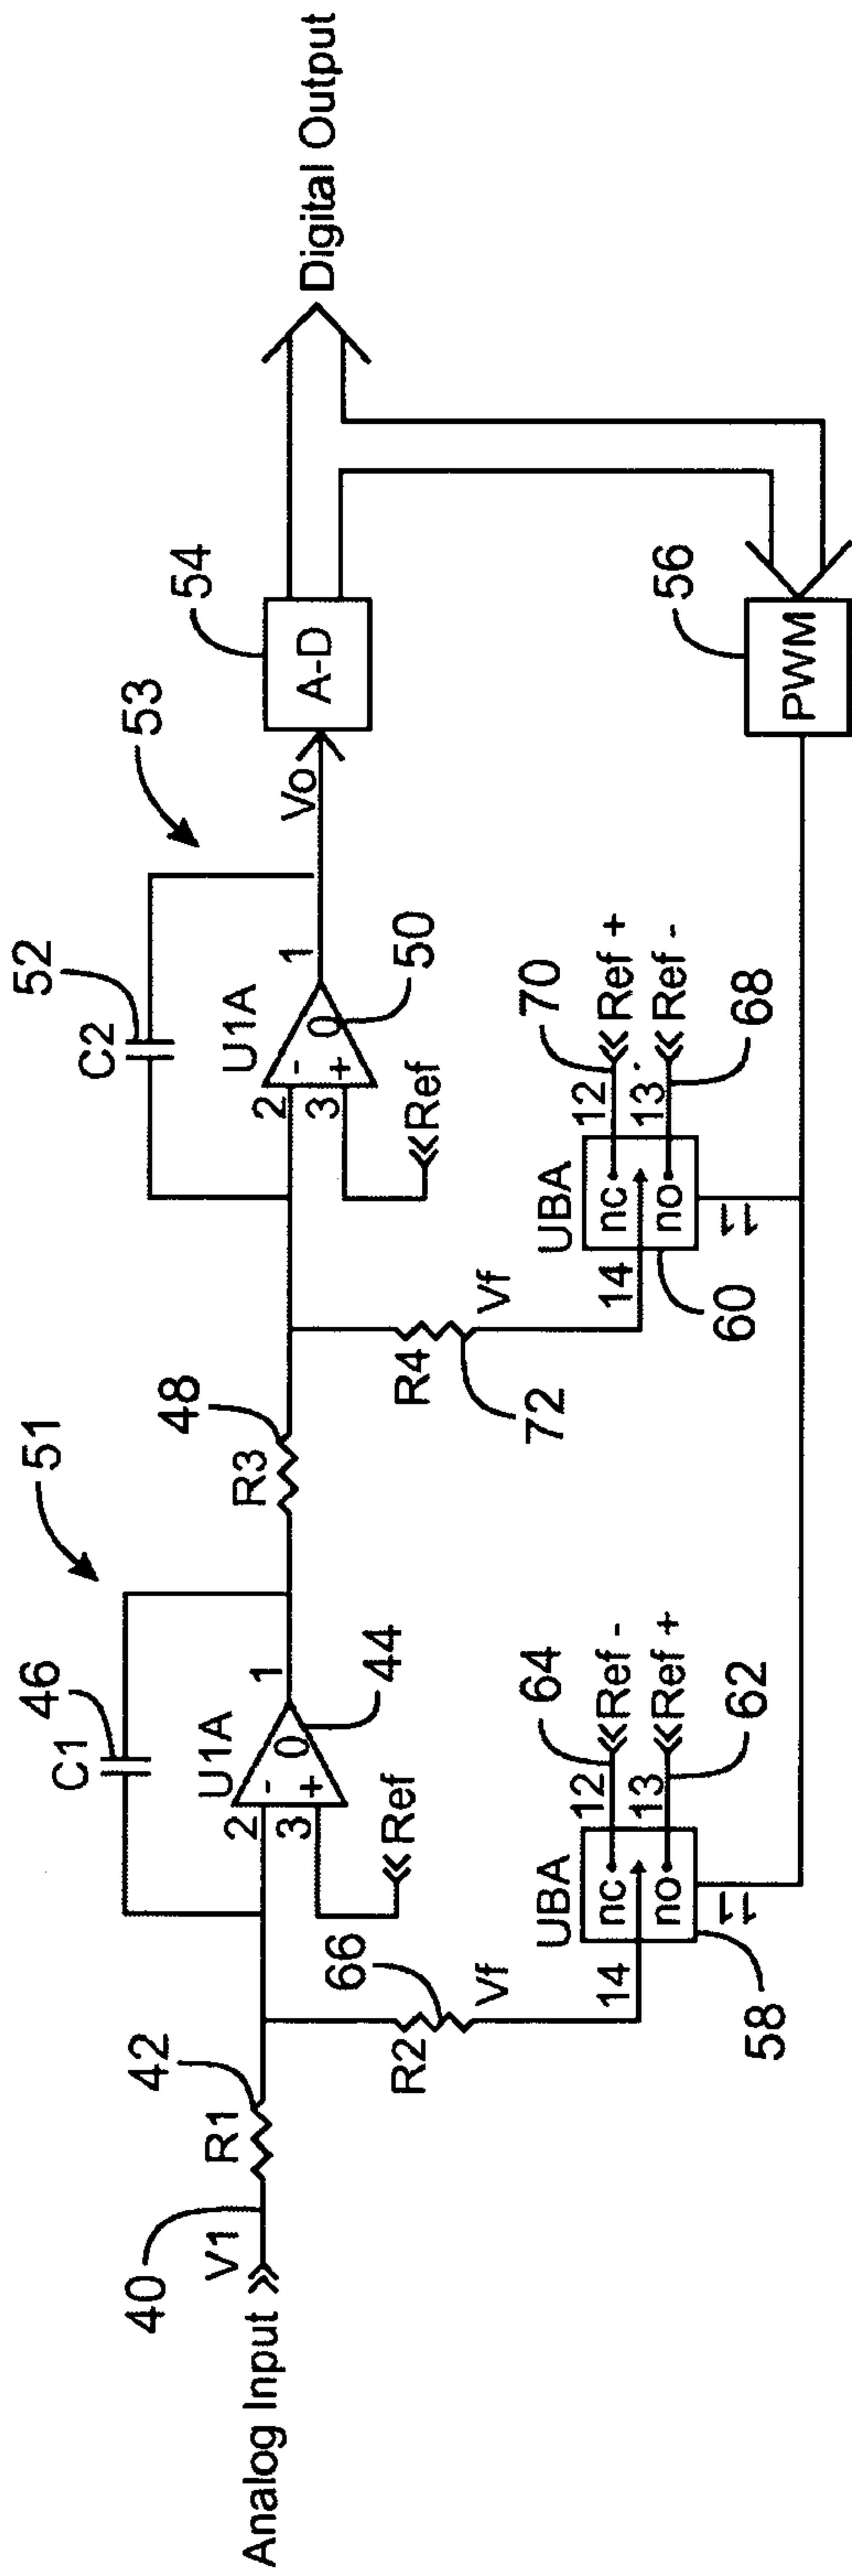 Analog Input
40
V1
R1
42
R2
66
Vf
C1
46
51
U1A
2
3
-
+
0
1
44
Ref
R3
48
UBA
14
nc
no
12
13
Ref -
Ref +
64
62
58
R4
72
Vf
C2
52
53
U1A
2
3
-
+
0
1
50
Ref
UBA
14
nc
no
12
13
Ref +
Ref -
70
68
60
Vo
A-D
54
Digital Output
PWM
56